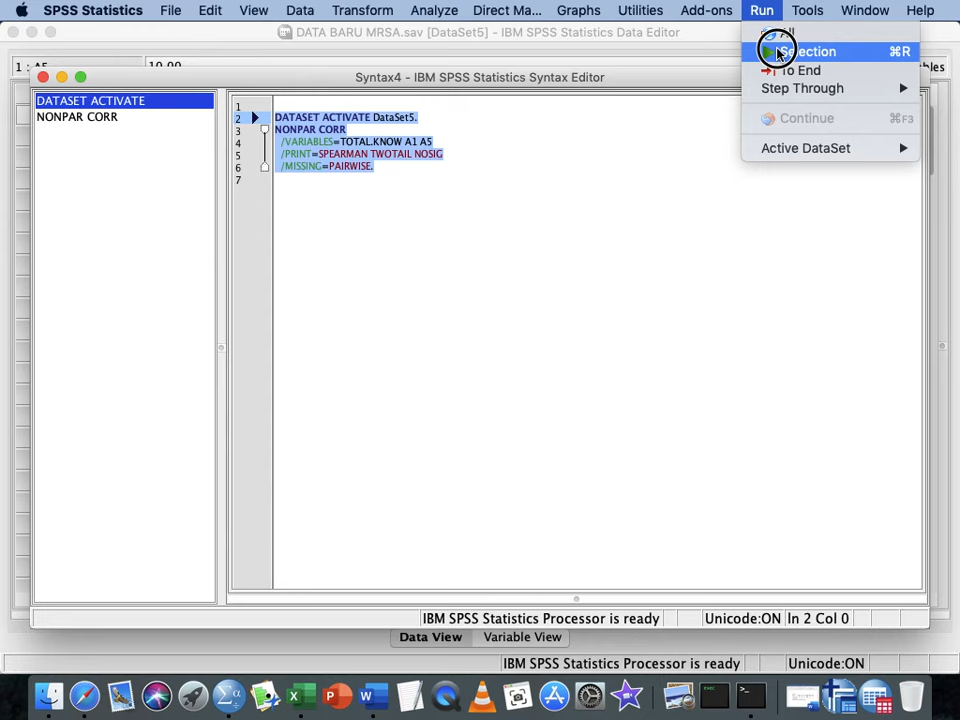 SPSS Statistics File Edit View Data Transform Analyze Direct Ma... Graphs Utilities Add-ons Run Tools Window Help
DATA BARU MRSA.sav [DataSet5] - IBM SPSS Statistics Data Editor
All
Selection ⌘R
To End
Step Through
Continue ⌘F3
Active DataSet
1 : A5 10.00
Syntax4 - IBM SPSS Statistics Syntax Editor
DATASET ACTIVATE
NONPAR CORR
1
2 DATASET ACTIVATE DataSet5.
3 NONPAR CORR
4 /VARIABLES=TOTAL.KNOW A1 A5
5 /PRINT=SPEARMAN TWOTAIL NOSIG
6 /MISSING=PAIRWISE.
7
IBM SPSS Statistics Processor is ready Unicode:ON In 2 Col 0
Data View Variable View
IBM SPSS Statistics Processor is ready Unicode:ON